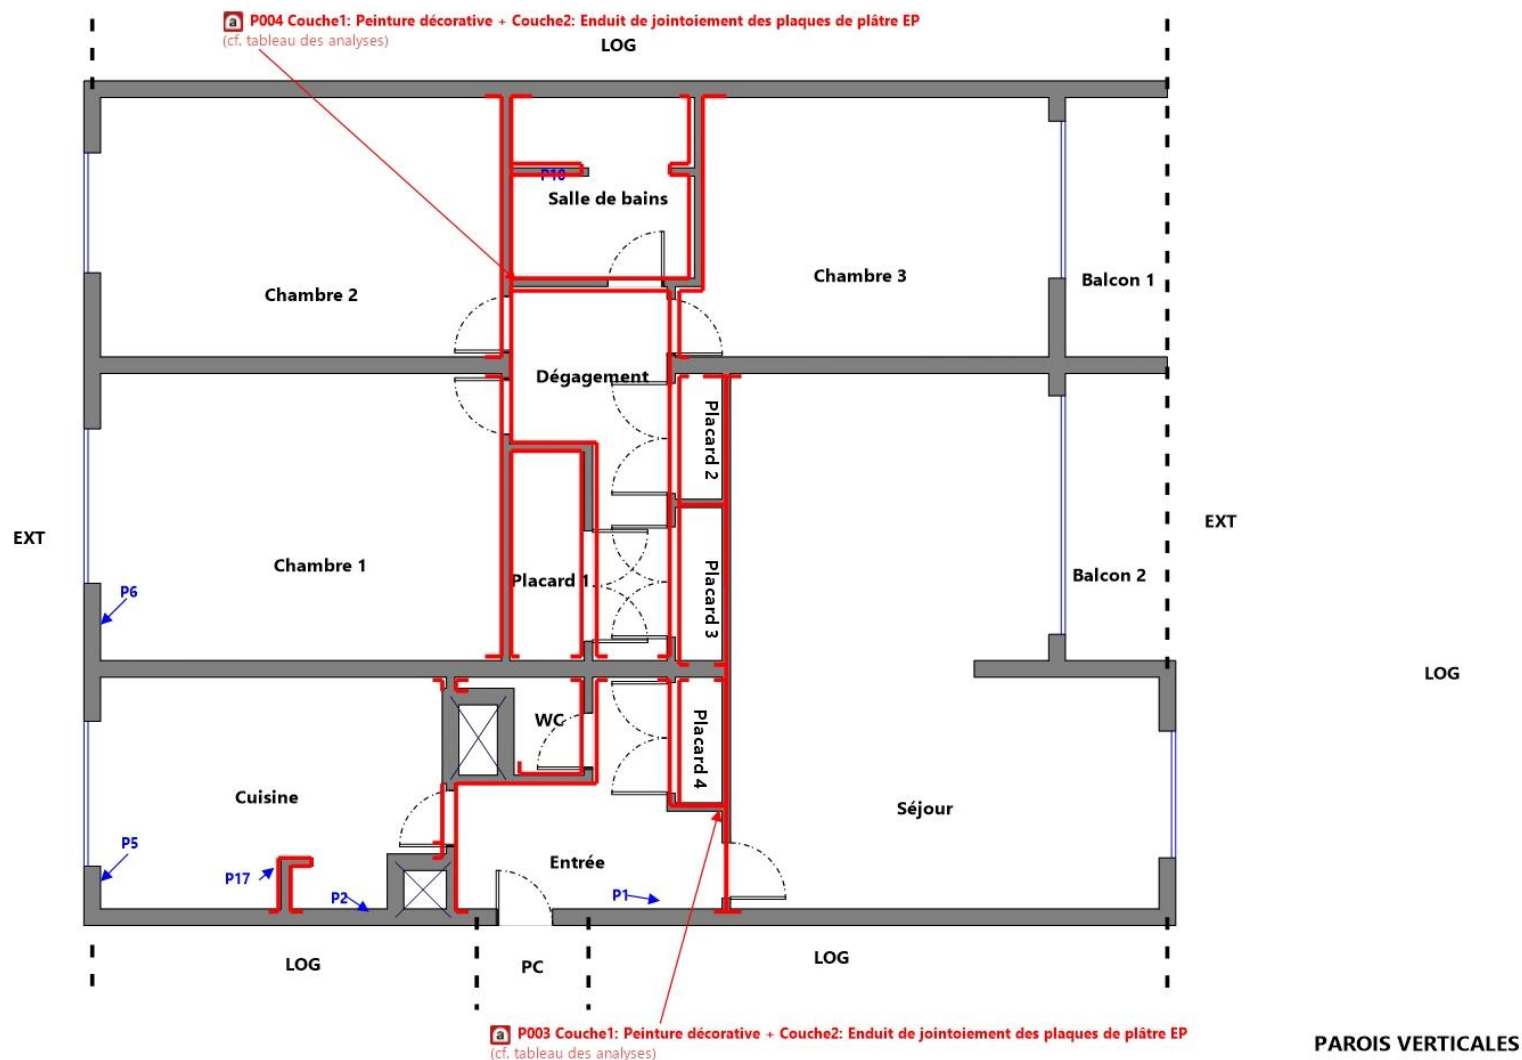 a P004 Couche1: Peinture décorative + Couche2: Enduit de jointoiement des plaques de plâtre EP
(cf. tableau des analyses)
LOG
P18
Salle de bains
Chambre 3
Balcon 1
Chambre 2
Dégagement
Placard 2
EXT
EXT
Chambre 1
Placard 1
Placard 3
Balcon 2
P6
LOG
WC
Placard 4
Cuisine
Séjour
P5
Entrée
P17
P2
P1
LOG
PC
LOG
a P003 Couche1: Peinture décorative + Couche2: Enduit de jointoiement des plaques de plâtre EP
(cf. tableau des analyses)
PAROIS VERTICALES